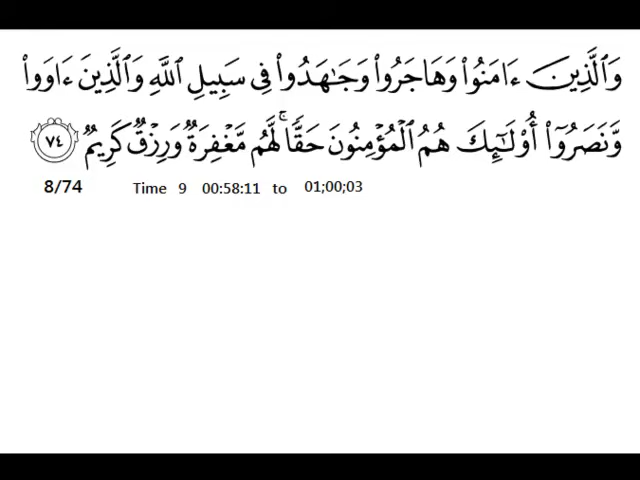 وَٱلَّذِينَ ءَامَنُوا۟ وَهَاجَرُوا۟ وَجَـٰهَدُوا۟ فِى سَبِيلِ ٱللَّهِ وَٱلَّذِينَ ءَاوَوا۟
وَّنَصَرُوٓا۟ أُو۟لَـٰٓئِكَ هُمُ ٱلْمُؤْمِنُونَ حَقًّا ۚ لَّهُم مَّغْفِرَةٌ وَرِزْقٌ كَرِيمٌ ٧٤
8/74 Time 9 00:58:11 to 01;00;03